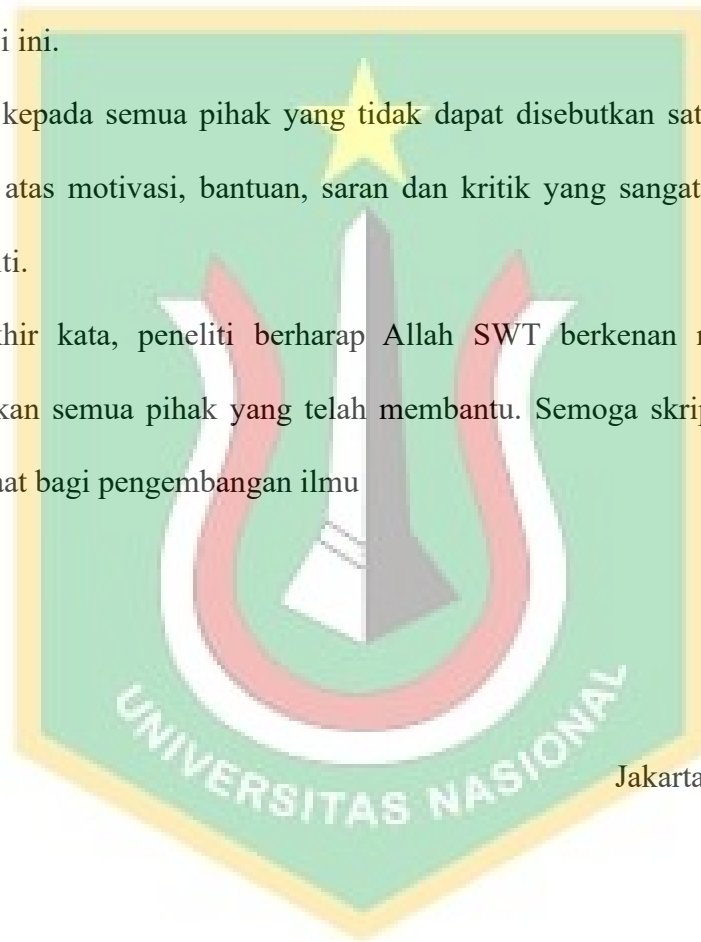 i ini.
kepada semua pihak yang tidak dapat disebutkan sat
atas motivasi, bantuan, saran dan kritik yang sangat
ti.
hir kata, peneliti berharap Allah SWT berkenan
kan semua pihak yang telah membantu. Semoga skrip
aat bagi pengembangan ilmu
UNIVERSITAS NASIONAL
Jakarta